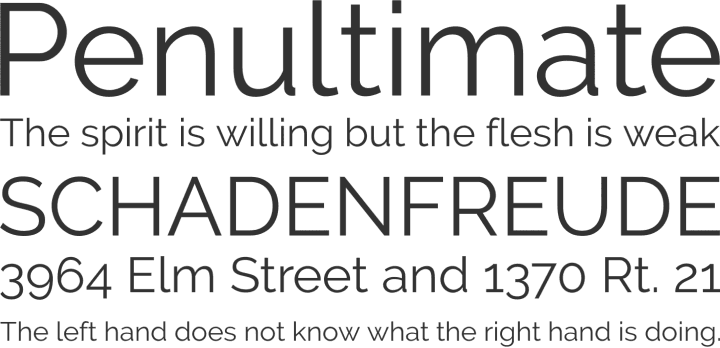 Penultimate
The spirit is willing but the flesh is weak
SCHADENFREUDE
3964 Elm Street and 1370 Rt. 21
The left hand does not know what the right hand is doing.